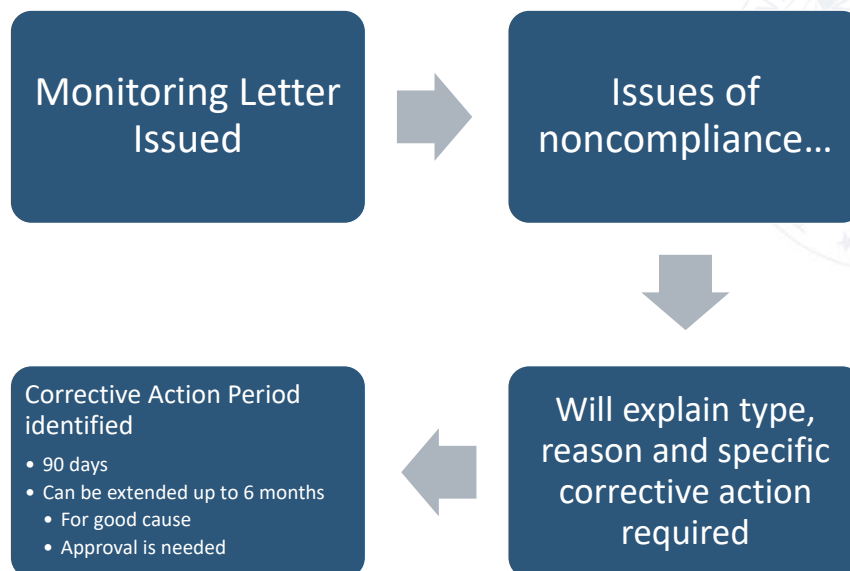 Monitoring Letter
Issued
Issues of
noncompliance…
Will explain type,
reason and specific
corrective action
required
Corrective Action Period
identified
• 90 days
• Can be extended up to 6 months
• For good cause
• Approval is needed